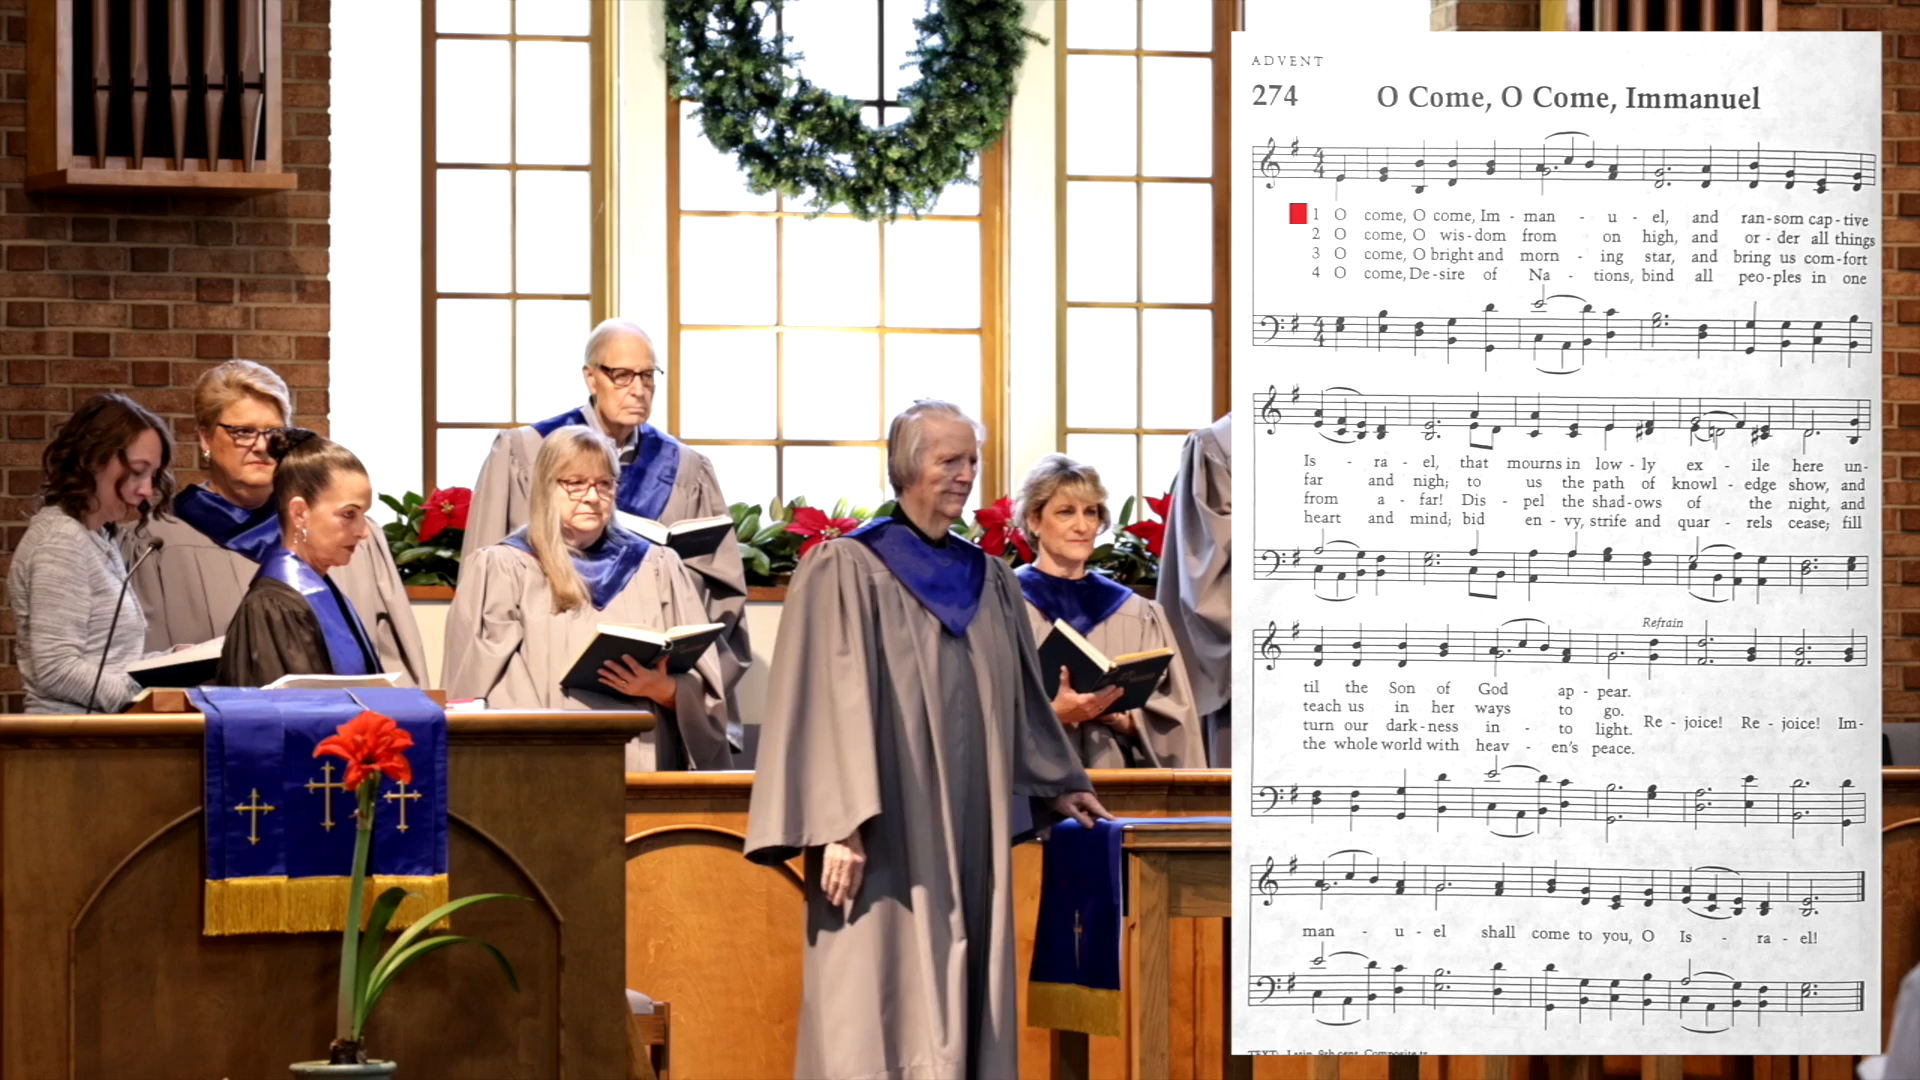 ADVENT
274 O Come, O Come, Immanuel
1 O come, O come, Im - man - u - el, and ran - som cap - tive
2 O come, O wis - dom from on high, and or - der all things
3 O come, O bright and morn - ing star, and bring us com - fort
4 O come, De - sire of Na - tions, bind all peo - ples in one
Is - ra - el, that mourns in low - ly ex - ile here un-
far and nigh; to us the path of knowl - edge show, and
from a - far! Dis - pel the shad - ows of the night, and
heart and mind; bid en - vy, strife and quar - rels cease; fill
Refrain
til the Son of God ap - pear.
teach us in her ways to go.
turn our dark - ness in - to light. Re - joice! Re - joice! Im-
the whole world with heav - en's peace.
man - u - el shall come to you, O Is - ra - el!
TEXT: Latin, 9th cent. Composite tr.